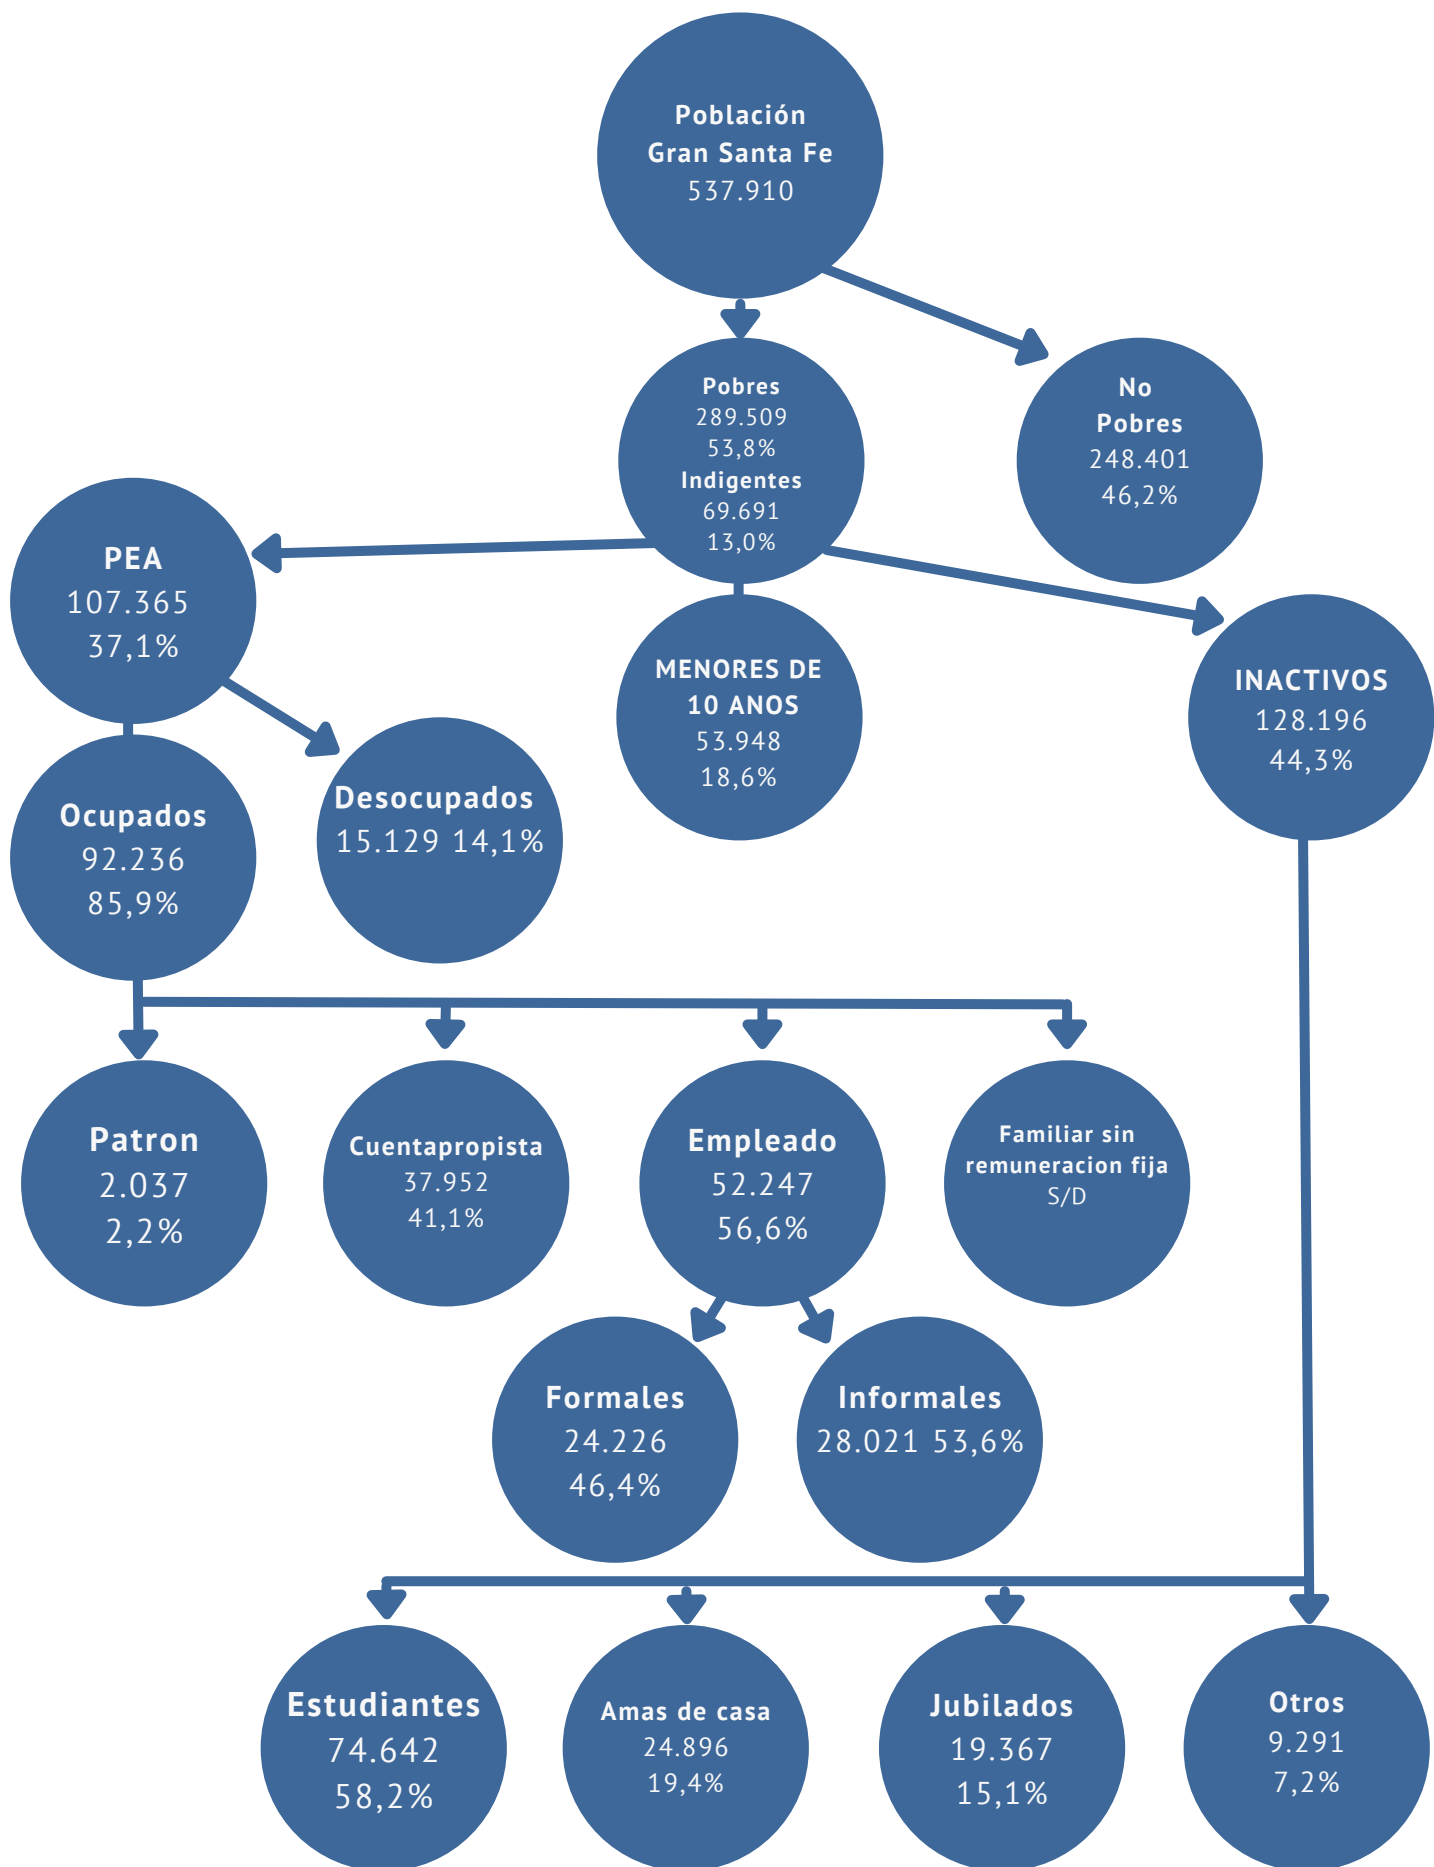 Población
Gran Santa Fe
537.910
Pobres
289.509
53,8%
Indigentes
69.691
13,0%
No
Pobres
248.401
46,2%
PEA
107.365
37,1%
MENORES DE
10 ANOS
53.948
18,6%
INACTIVOS
128.196
44,3%
Ocupados
92.236
85,9%
Desocupados
15.129 14,1%
Patron
2.037
2,2%
Cuentapropista
37.952
41,1%
Empleado
52.247
56,6%
Familiar sin
remuneracion fija
S/D
Formales
24.226
46,4%
Informales
28.021 53,6%
Estudiantes
74.642
58,2%
Amas de casa
24.896
19,4%
Jubilados
19.367
15,1%
Otros
9.291
7,2%